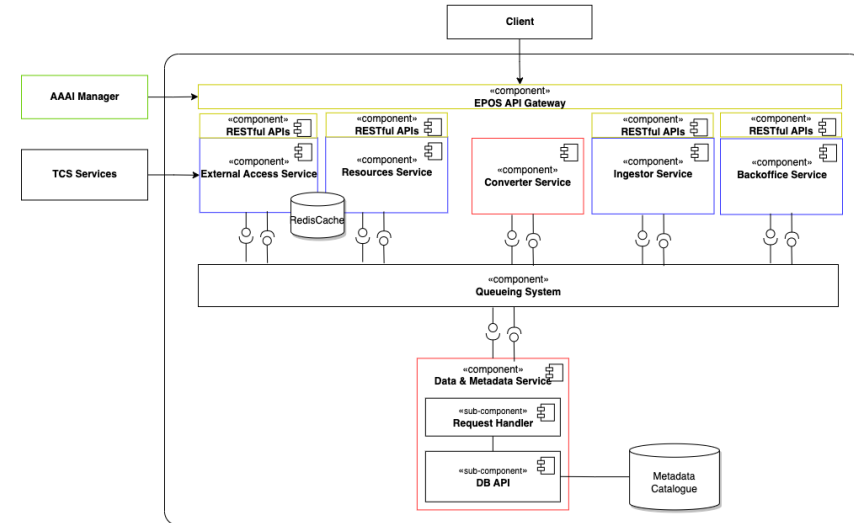 Client
AAAI Manager
«component»
EPOS API Gateway
«component»
RESTful APIs
«component»
RESTful APIs
«component»
RESTful APIs
«component»
RESTful APIs
TCS Services
«component»
External Access Service
«component»
Resources Service
«component»
Converter Service
«component»
Ingestor Service
«component»
Backoffice Service
RedisCache
«component»
Queueing System
«component»
Data & Metadata Service
«sub-component»
Request Handler
«sub-component»
DB API
Metadata
Catalogue